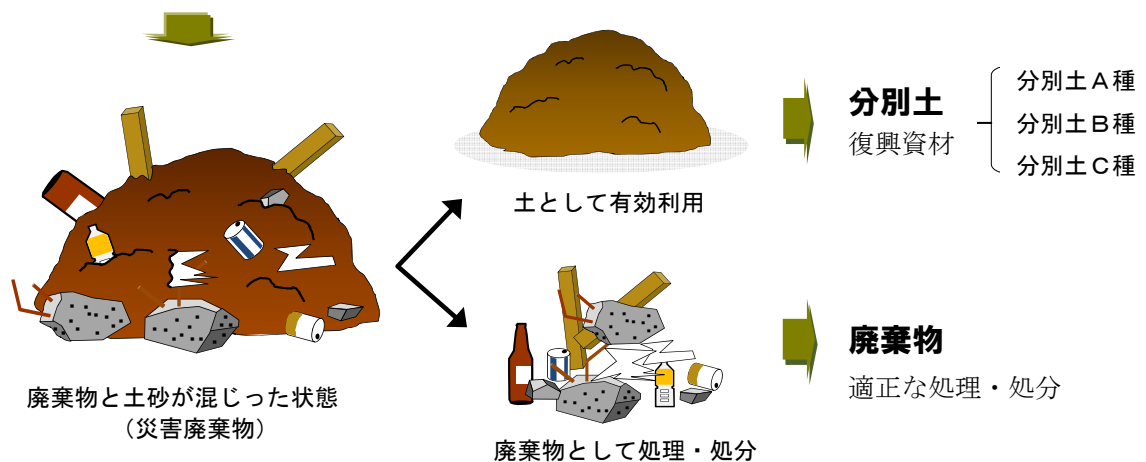 廃棄物と土砂が混じった状態
（災害廃棄物）
土として有効利用
分別土
復興資材
分別土Ａ種
分別土Ｂ種
分別土Ｃ種
廃棄物として処理・処分
廃棄物
適正な処理・処分